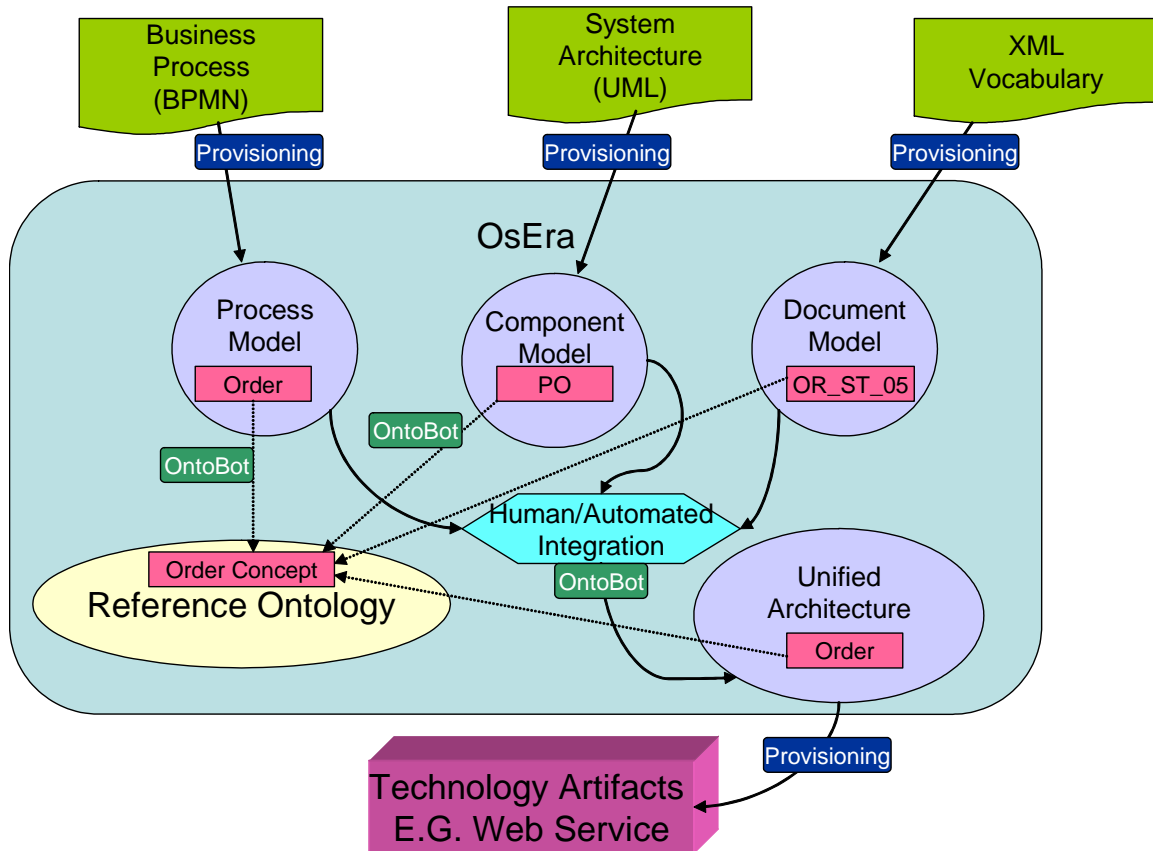 Business
Process
(BPMN)
System
Architecture
(UML)
XML
Vocabulary
Provisioning
Provisioning
Provisioning
OsEra
Process
Model
Order
Component
Model
PO
Document
Model
OR_ST_05
OntoBot
OntoBot
Human/Automated
Integration
OntoBot
Order Concept
Reference Ontology
Unified
Architecture
Order
Provisioning
Technology Artifacts
E.G. Web Service